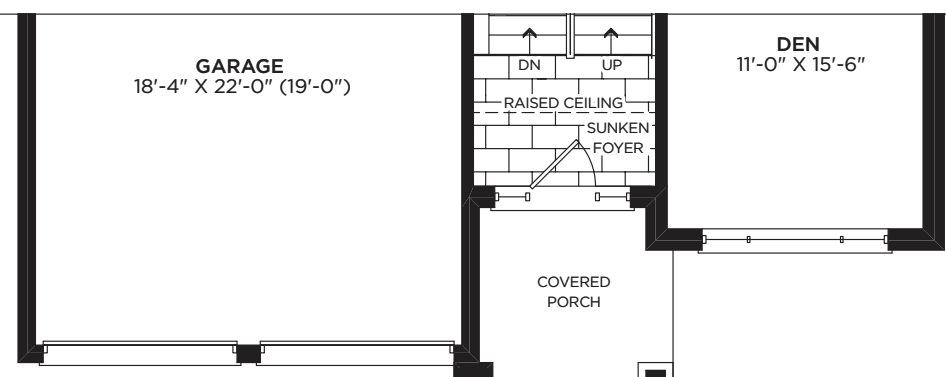 GARAGE
18'-4" X 22'-0" (19'-0")
DN
UP
RAISED CEILING
SUNKEN
FOYER
DEN
11'-0" X 15'-6"
COVERED
PORCH